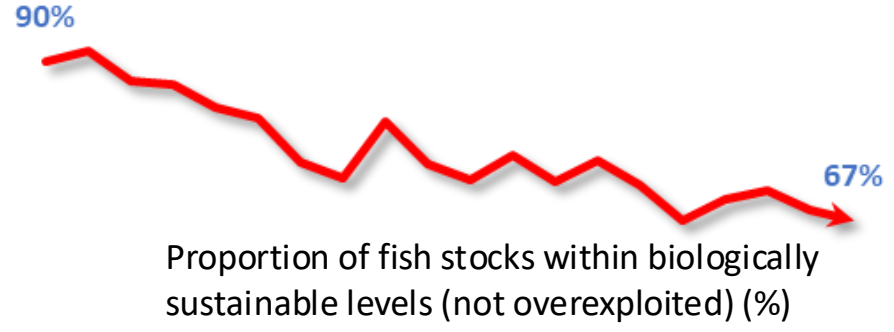 90%
67%
Proportion of fish stocks within biologically
sustainable levels (not overexploited) (%)